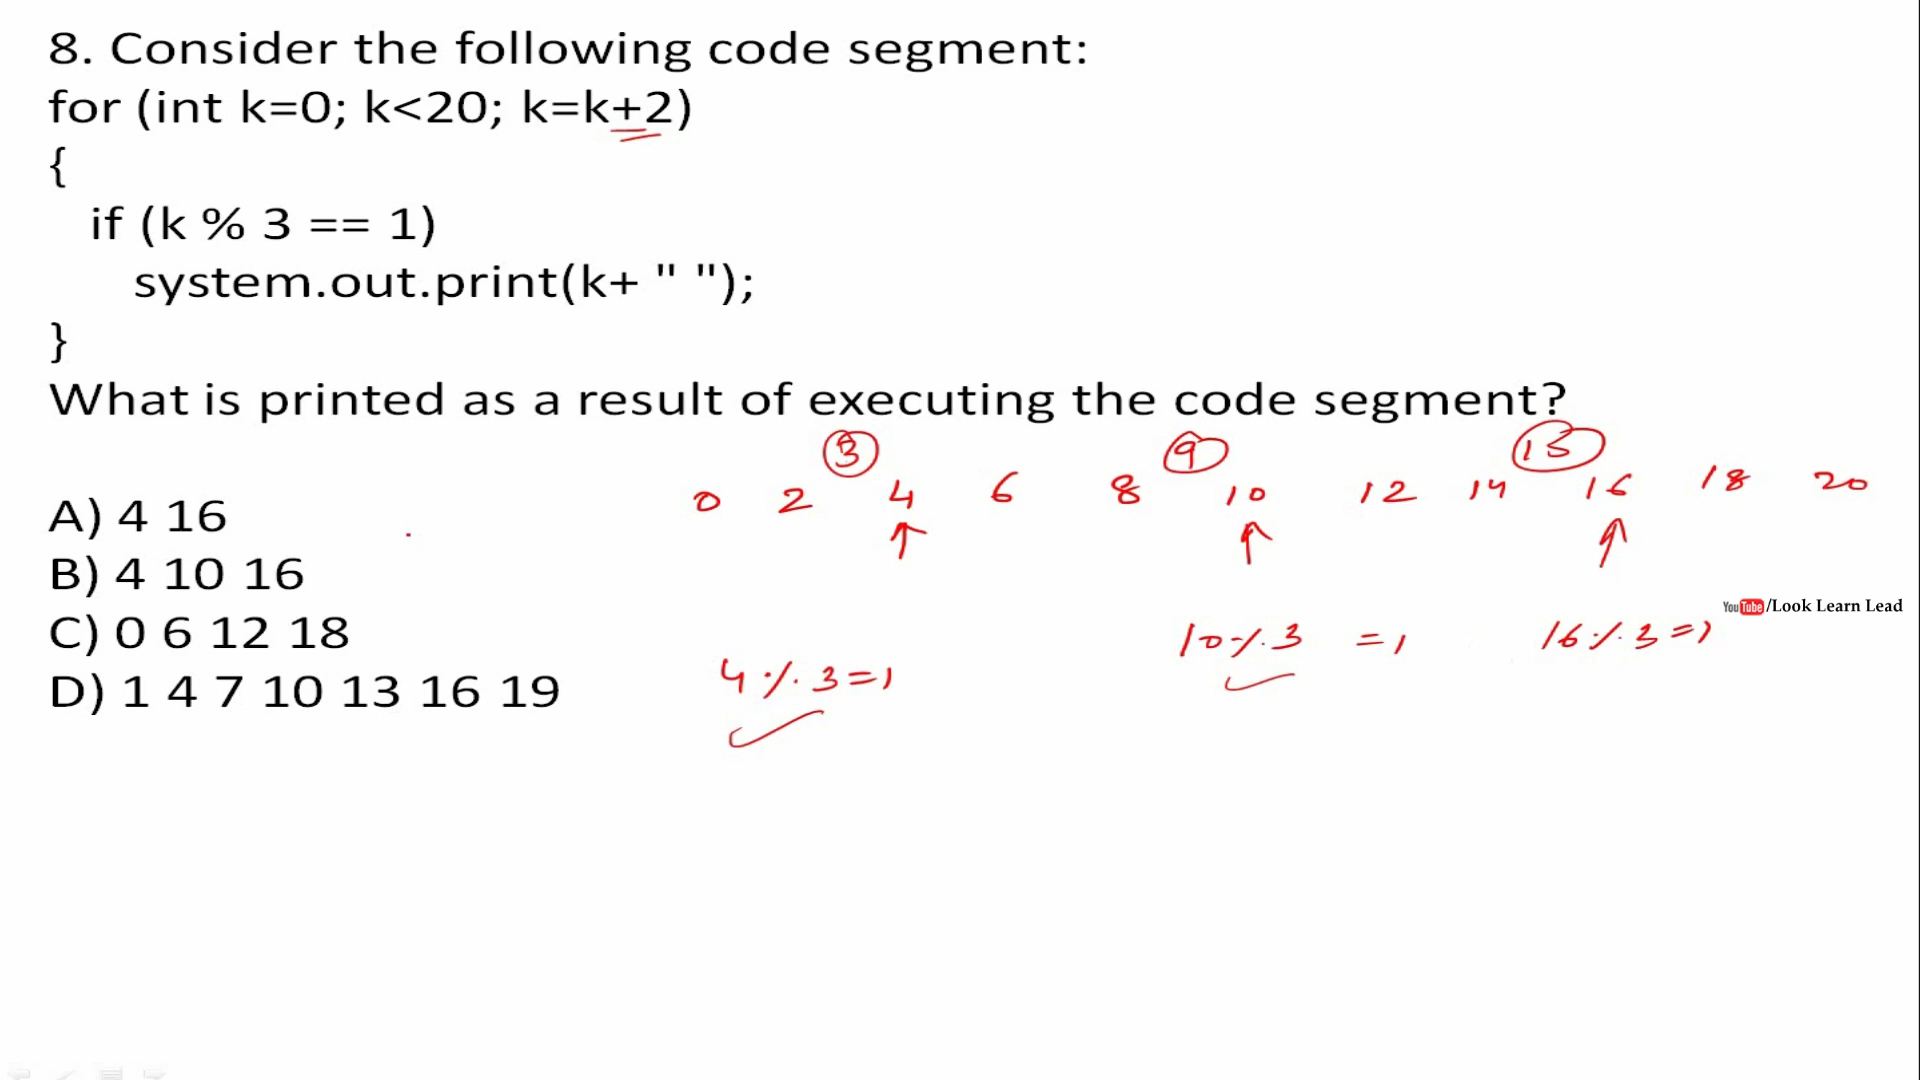 8. Consider the following code segment:
for (int k=0; k<20; k=k+2)
{
if (k % 3 == 1)
system.out.print(k+ " ");
}
What is printed as a result of executing the code segment?
3 9 15
0 2 4 6 8 10 12 14 16 18 20
A) 4 16
B) 4 10 16
C) 0 6 12 18
D) 1 4 7 10 13 16 19
YouTube/Look Learn Lead
10 % 3 = 1 16 % 3 = 1
4 % 3 = 1